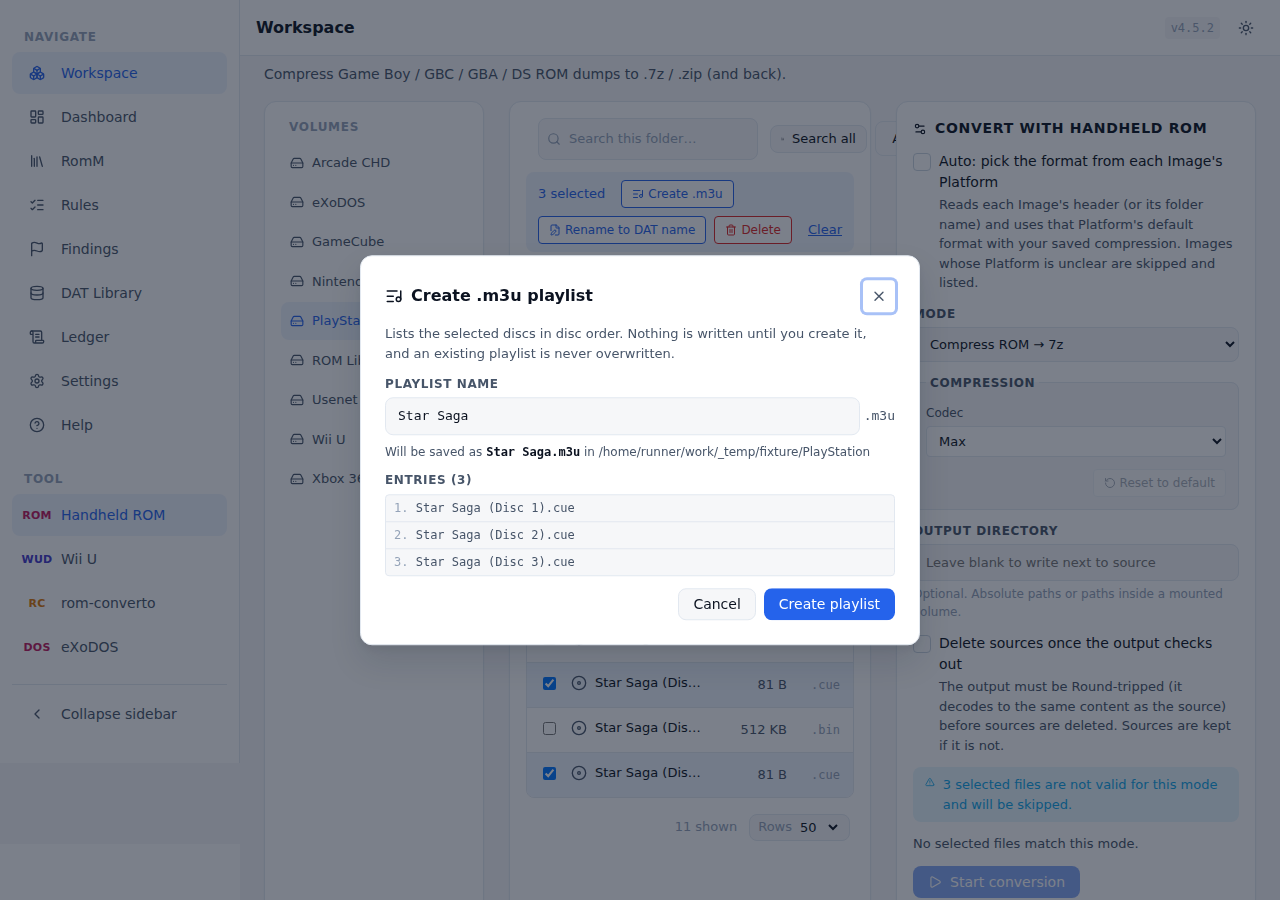 NAVIGATE
Workspace
Dashboard
RomM
Rules
Findings
DAT Library
Ledger
Settings
Help
TOOL
ROM Handheld ROM
WUD Wii U
RC rom-converto
DOS eXoDOS
Collapse sidebar
Workspace
v4.5.2
Compress Game Boy / GBC / GBA / DS ROM dumps to .7z / .zip (and back).
VOLUMES
Arcade CHD
eXoDOS
GameCube
Usenet
Wii U
Search this folder...
Search all
3 selected
Create .m3u
Rename to DAT name
Delete
Clear
Create .m3u playlist
Lists the selected discs in disc order. Nothing is written until you create it,
and an existing playlist is never overwritten.
PLAYLIST NAME
Star Saga
.m3u
Will be saved as Star Saga.m3u in /home/runner/work/_temp/fixture/PlayStation
ENTRIES (3)
1. Star Saga (Disc 1).cue
2. Star Saga (Disc 2).cue
3. Star Saga (Disc 3).cue
Cancel
Create playlist
Star Saga (Dis... 81 B .cue
Star Saga (Dis... 512 KB .bin
Star Saga (Dis... 81 B .cue
11 shown
Rows 50
CONVERT WITH HANDHELD ROM
Auto: pick the format from each Image's
Platform
Reads each Image's header (or its folder
name) and uses that Platform's default
format with your saved compression. Images
whose Platform is unclear are skipped and
listed.
MODE
Compress ROM → 7z
COMPRESSION
Codec
Max
Reset to default
OUTPUT DIRECTORY
Leave blank to write next to source
Optional. Absolute paths or paths inside a mounted
volume.
Delete sources once the output checks
out
The output must be Round-tripped (it
decodes to the same content as the source)
before sources are deleted. Sources are kept
if it is not.
3 selected files are not valid for this mode
and will be skipped.
No selected files match this mode.
Start conversion